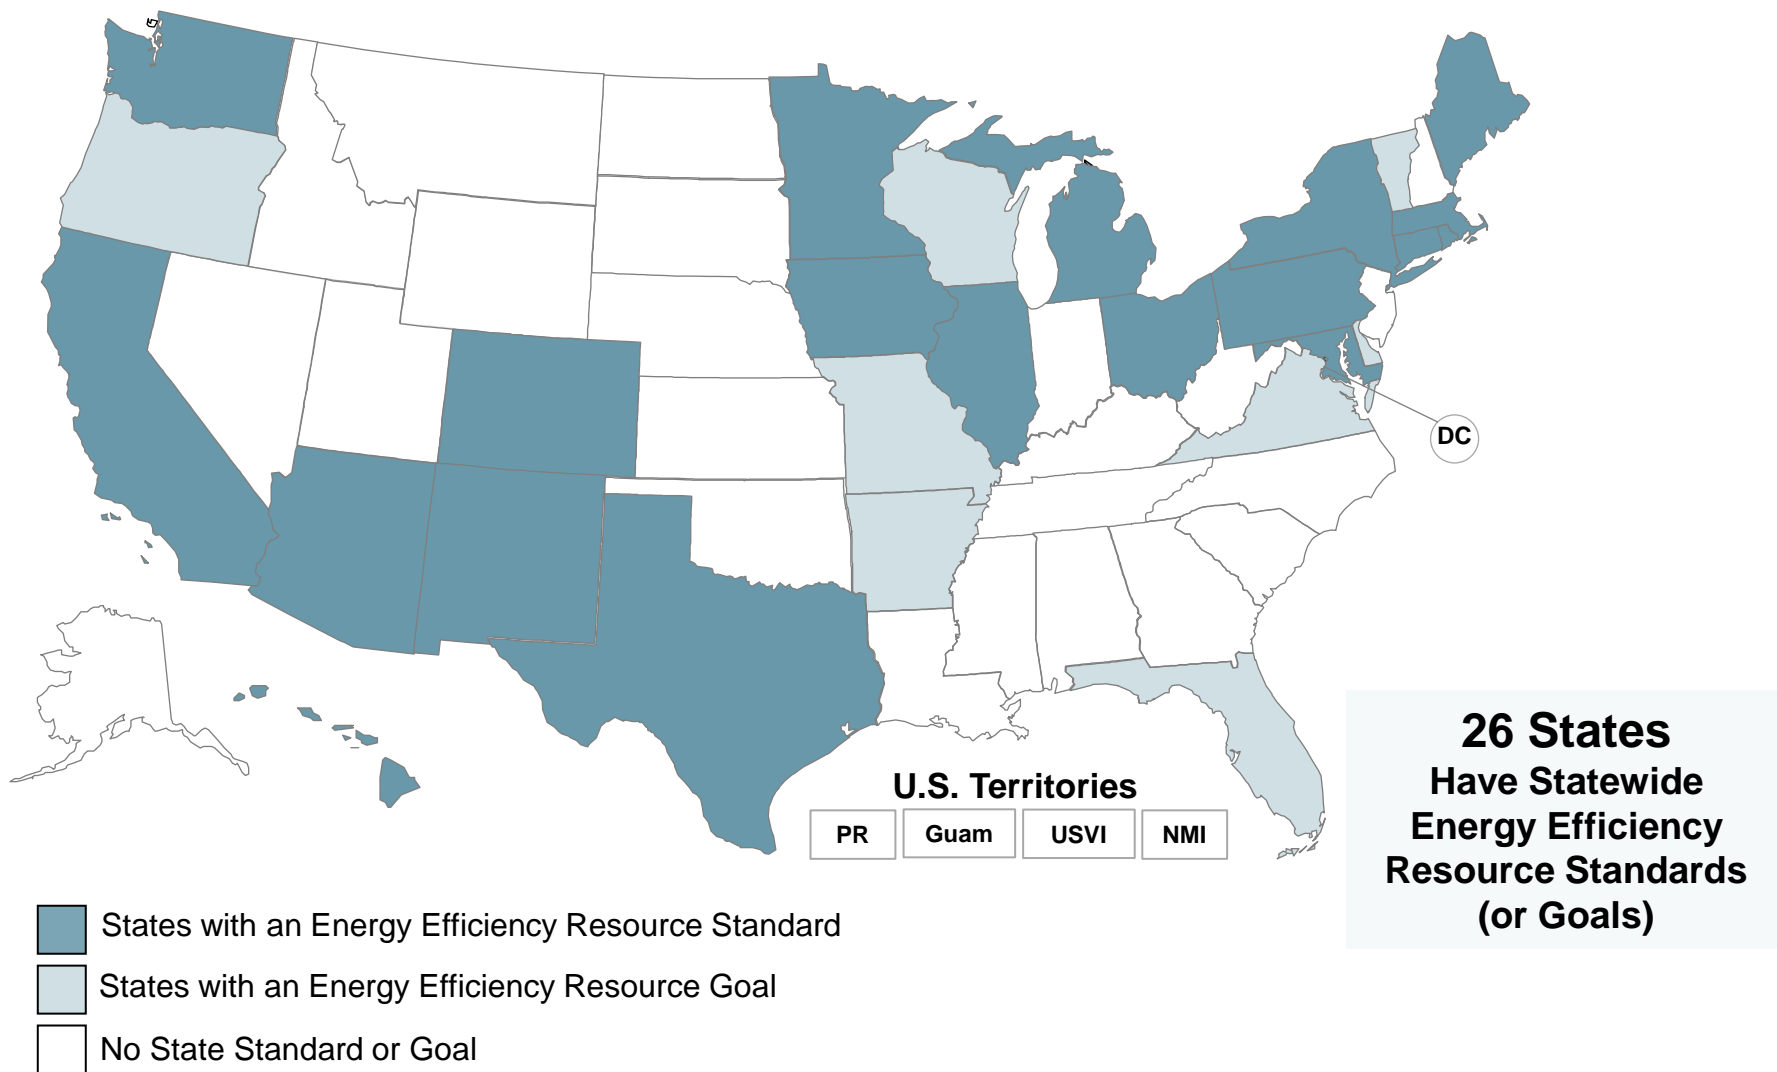 DC
26 States
Have Statewide
Energy Efficiency
Resource Standards
(or Goals)
U.S. Territories
PR Guam USVI NMI
States with an Energy Efficiency Resource Standard
States with an Energy Efficiency Resource Goal
No State Standard or Goal